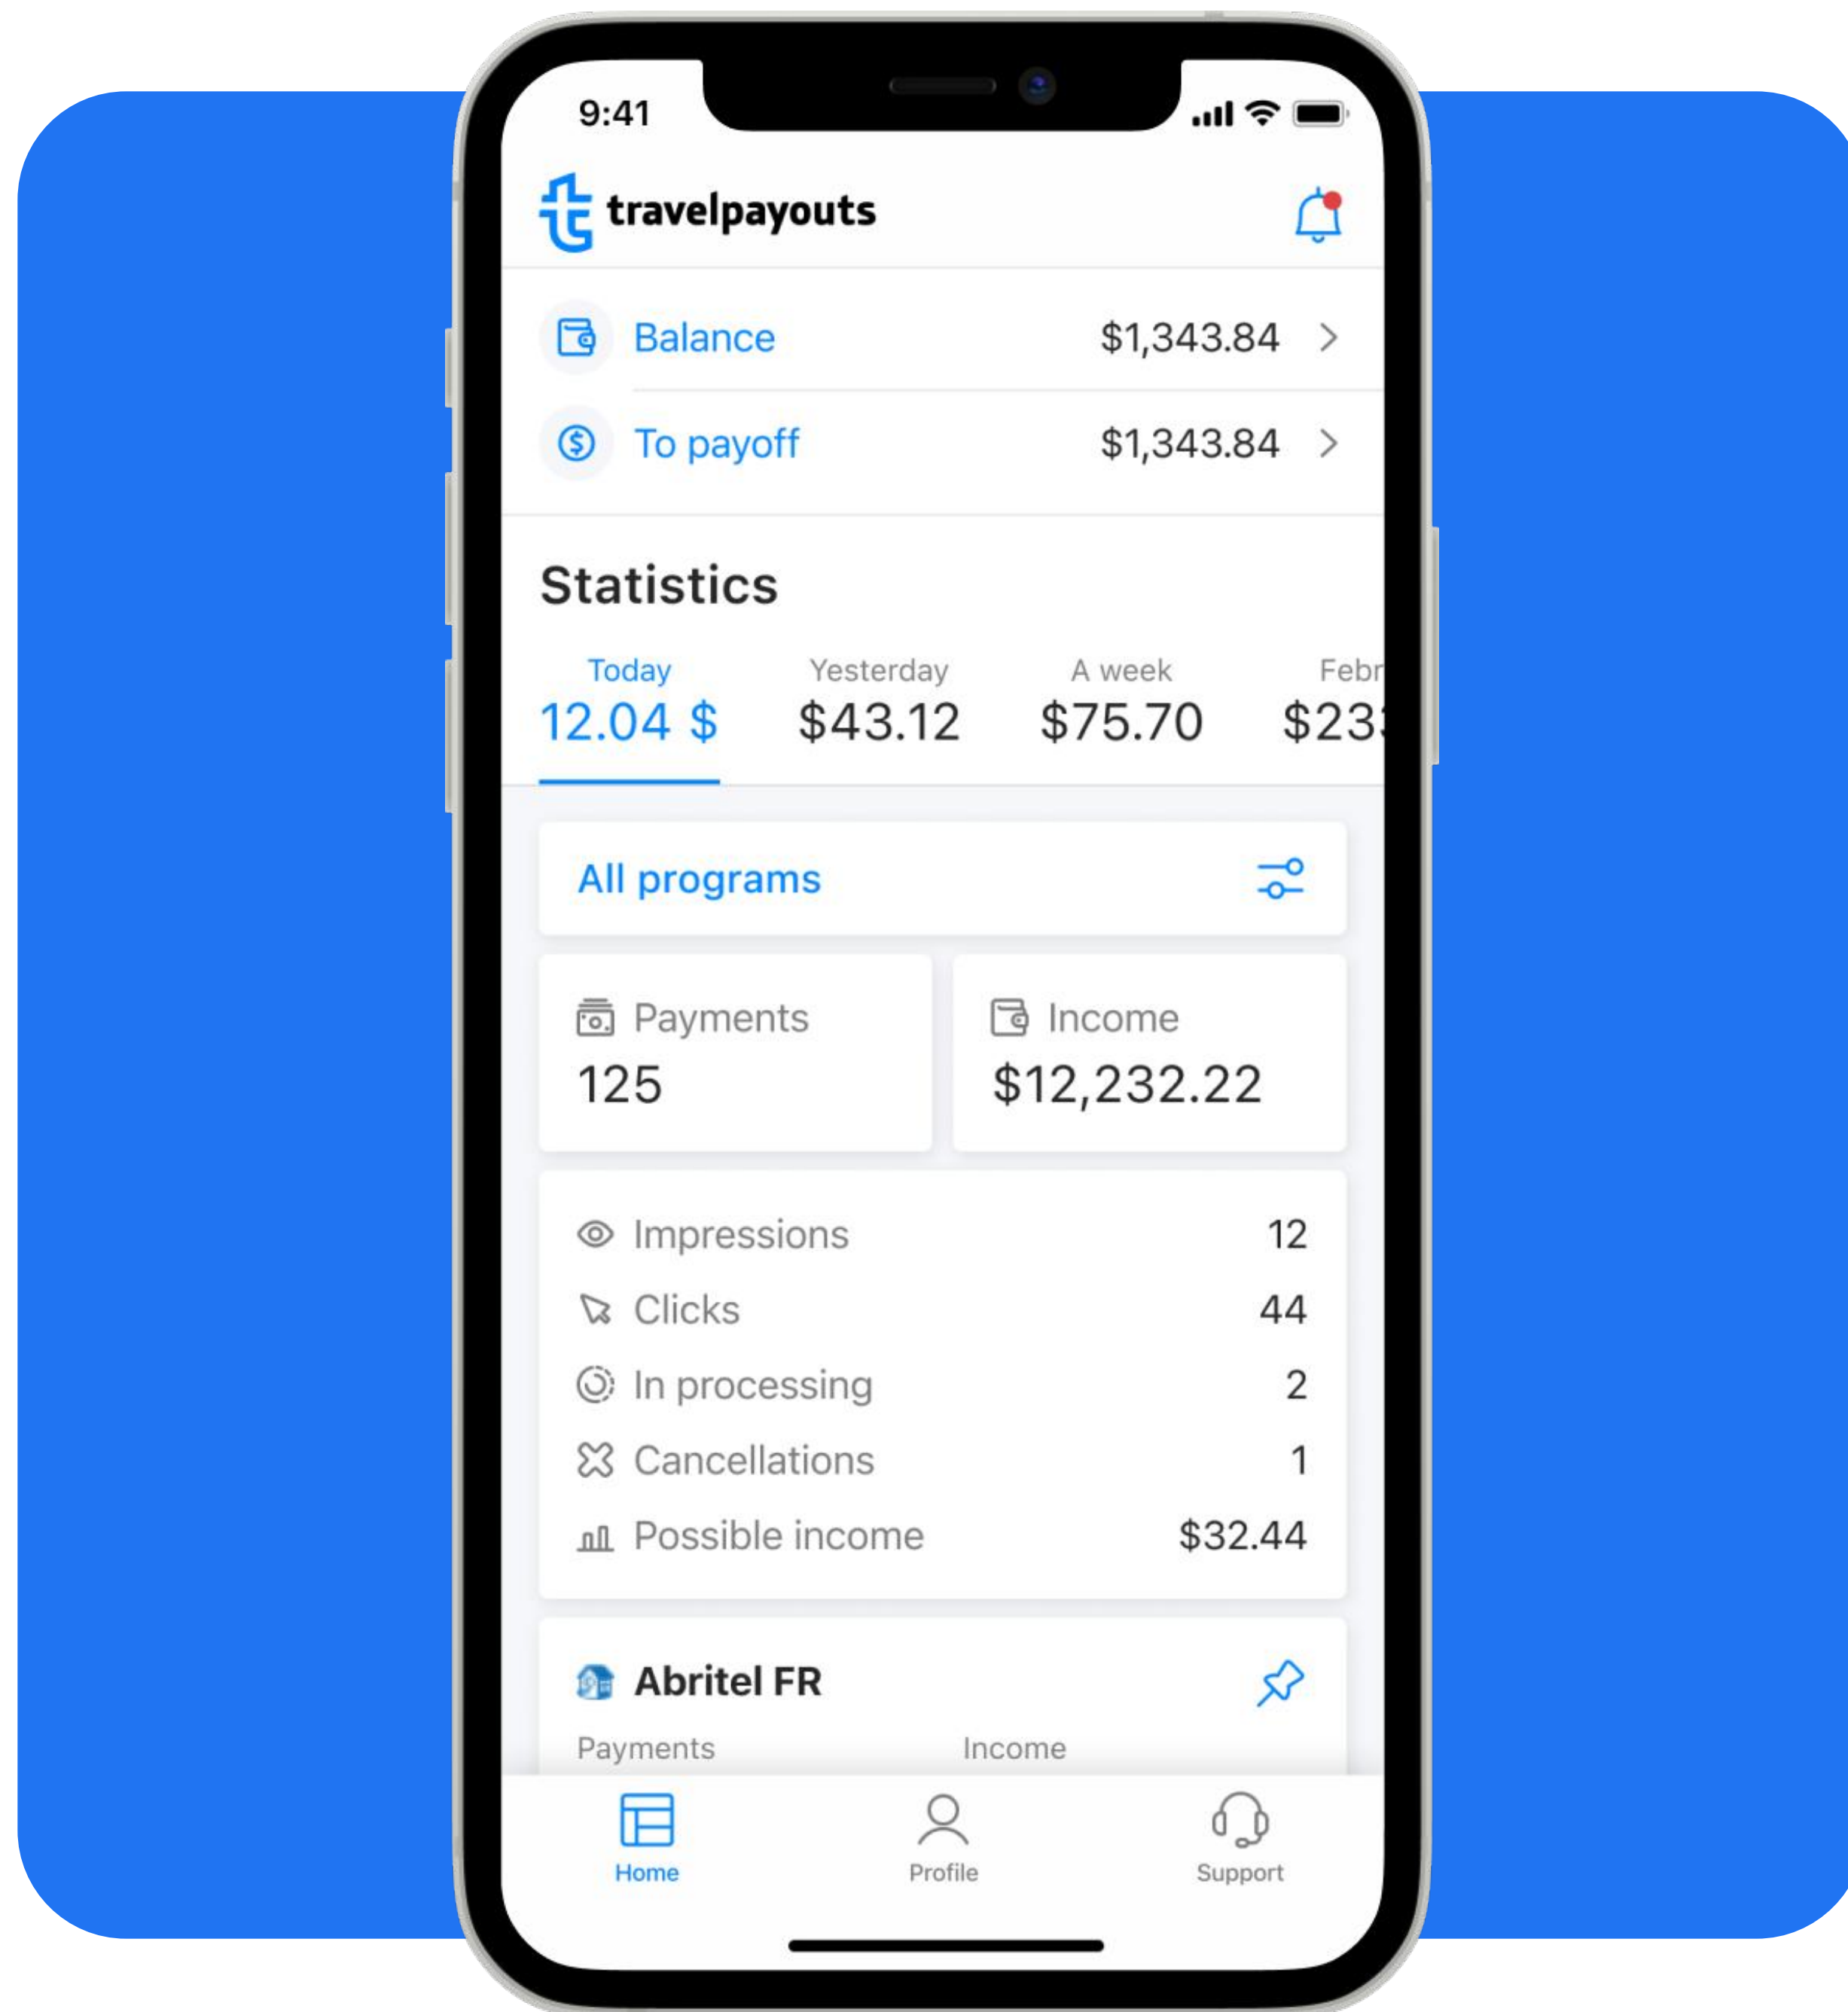 9:41
travelpayouts
Balance $1,343.84
To payoff $1,343.84
Statistics
Today Yesterday A week Febr
12.04 $ $43.12 $75.70 $23
All programs
Payments Income
125 $12,232.22
Impressions 12
Clicks 44
In processing 2
Cancellations 1
Possible income $32.44
Abritel FR
Payments Income
Home Profile Support